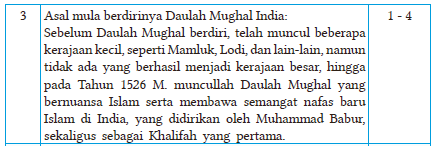 3 Asal mula berdirinya Daulah Mughal India: 1 - 4
Sebelum Daulah Mughal berdiri, telah muncul beberapa
kerajaan kecil, seperti Mamluk, Lodi, dan lain-lain, namun
tidak ada yang berhasil menjadi kerajaan besar, hingga
pada Tahun 1526 M. muncullah Daulah Mughal yang
bernuansa Islam serta membawa semangat nafas baru
Islam di India, yang didirikan oleh Muhammad Babur,
sekaligus sebagai Khalifah yang pertama.